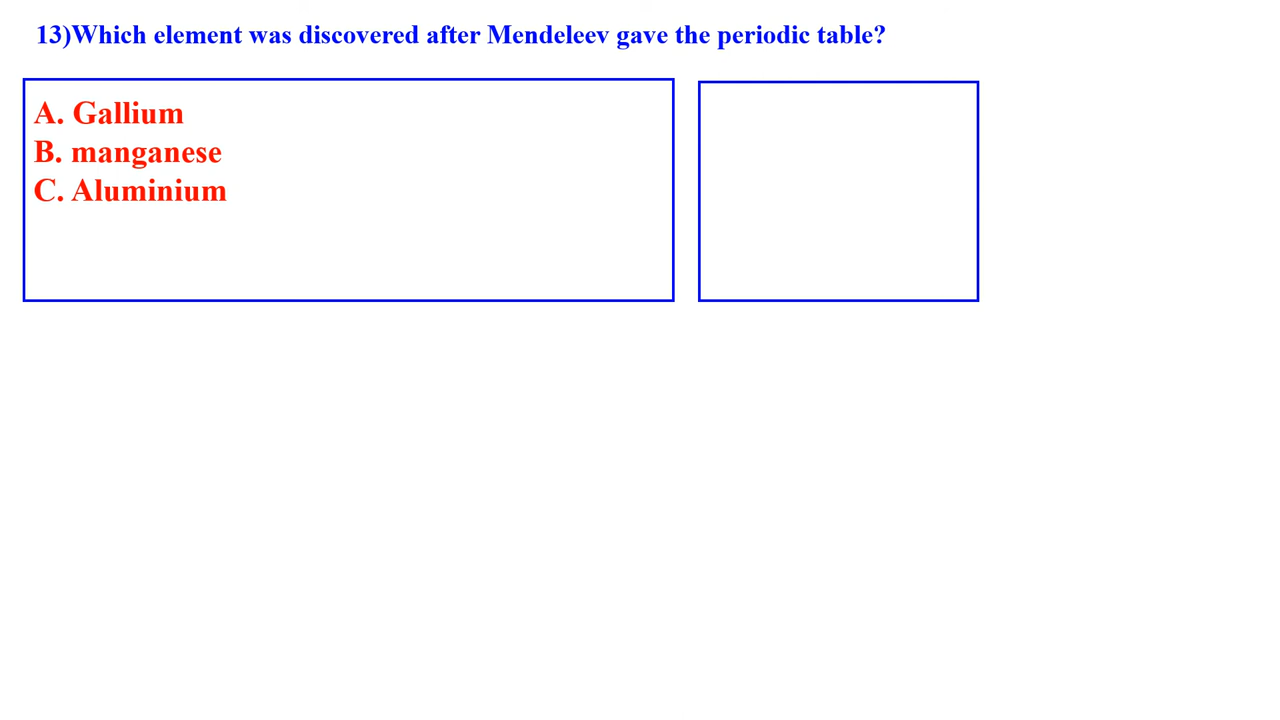 13)Which element was discovered after Mendeleev gave the periodic table?
A. Gallium
B. manganese
C. Aluminium